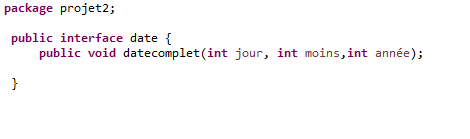 package projet2;
public interface date {
public void datecomplet(int jour, int moins,int année);
}